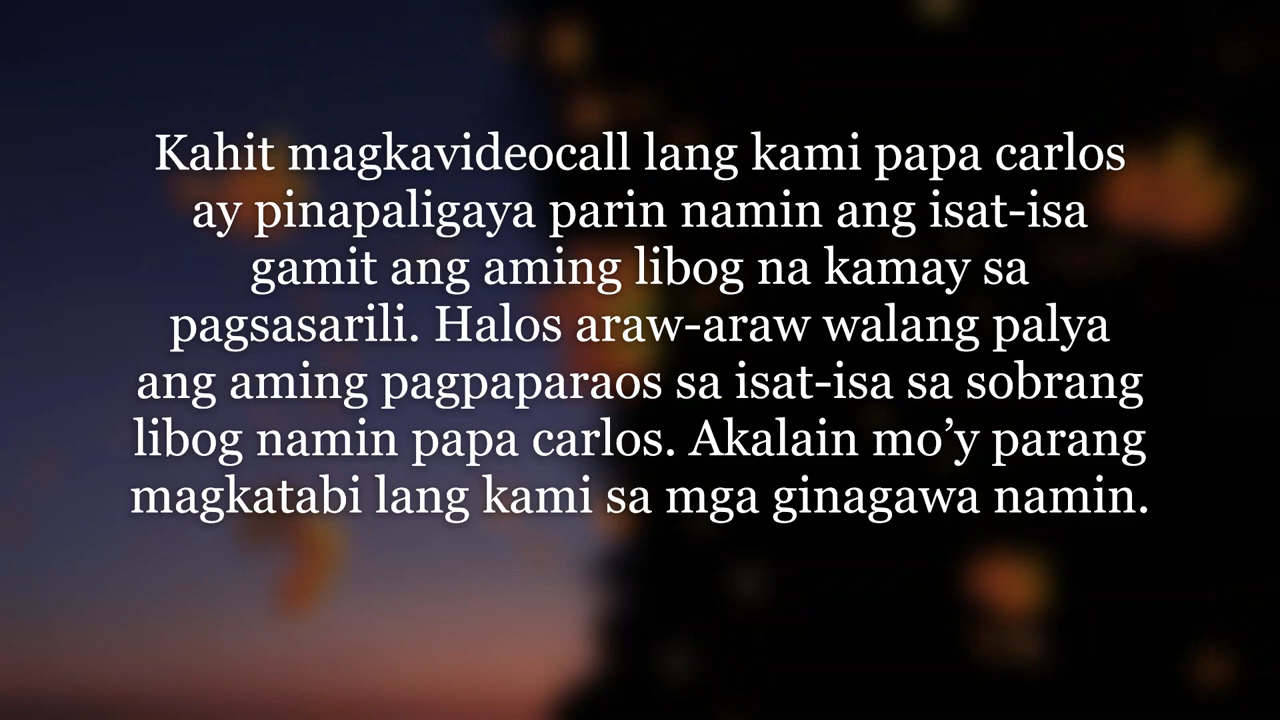 Kahit magkavideocall lang kami papa carlos
ay pinapaligaya parin namin ang isat-isa
gamit ang aming libog na kamay sa
pagsasarili. Halos araw-araw walang palya
ang aming pagpaparaos sa isat-isa sa sobrang
libog namin papa carlos. Akalain mo’y parang
magkatabi lang kami sa mga ginagawa namin.